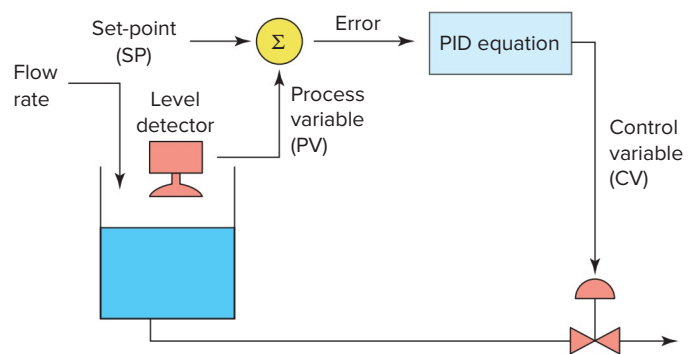 Set-point
(SP)
Σ
Error
PID equation
Flow
rate
Level
detector
Process
variable
(PV)
Control
variable
(CV)